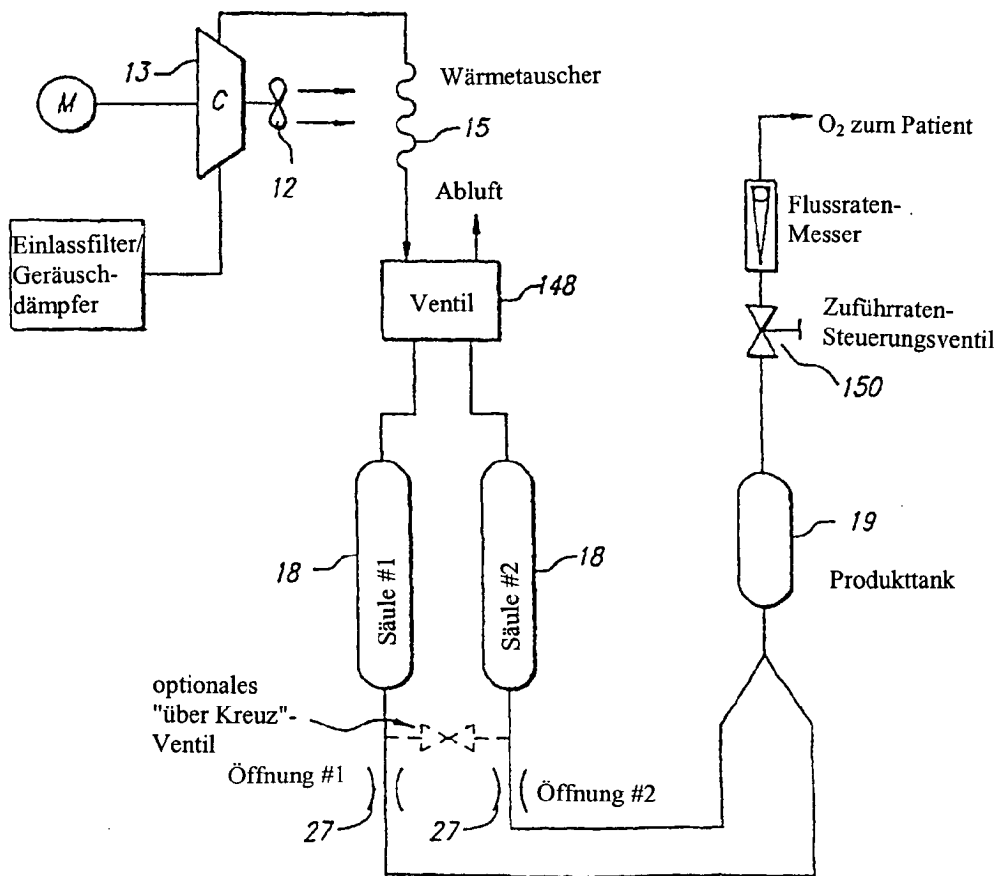 13
M
C
12
Wärmetauscher
15
O₂ zum Patient
Abluft
Flussraten-
Messer
Einlassfilter/
Geräusch-
dämpfer
Ventil
148
Zuführraten-
Steuerungsventil
150
18
Säule #1
Säule #2
18
19
Produkttank
optionales
"über Kreuz"-
Ventil
Öffnung #1
Öffnung #2
27
27